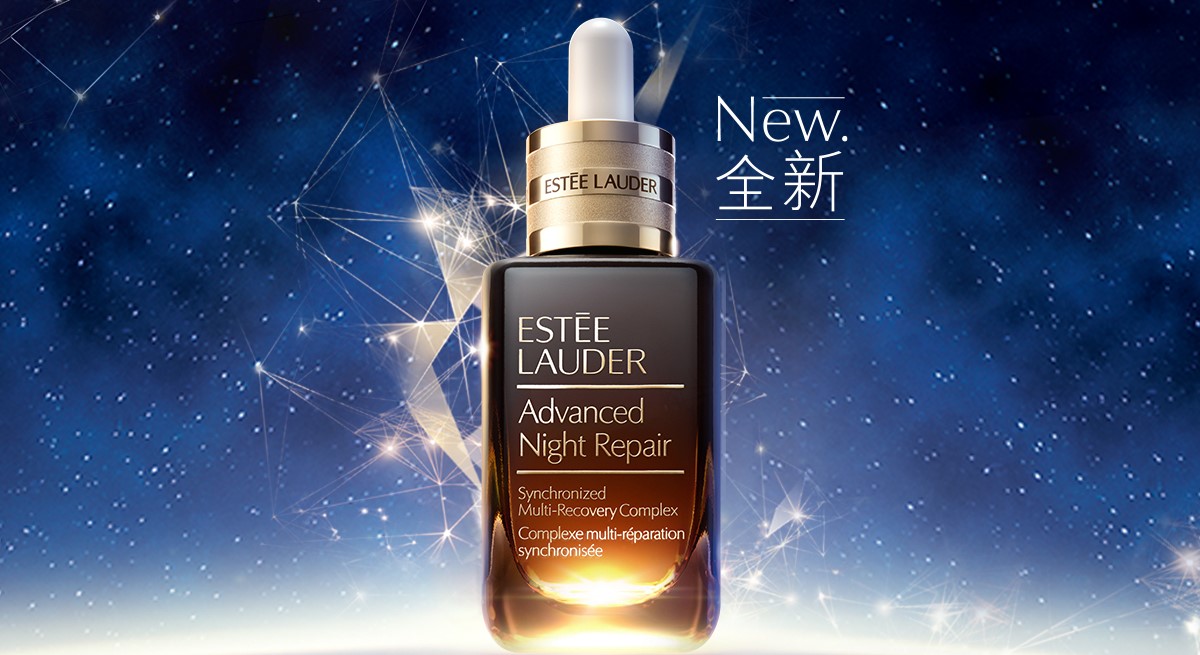 New.
全新
ESTĒE LAUDER
ESTĒE
LAUDER
Advanced
Night Repair
Synchronized
Multi-Recovery Complex
Complexe multi-réparation
synchronisée